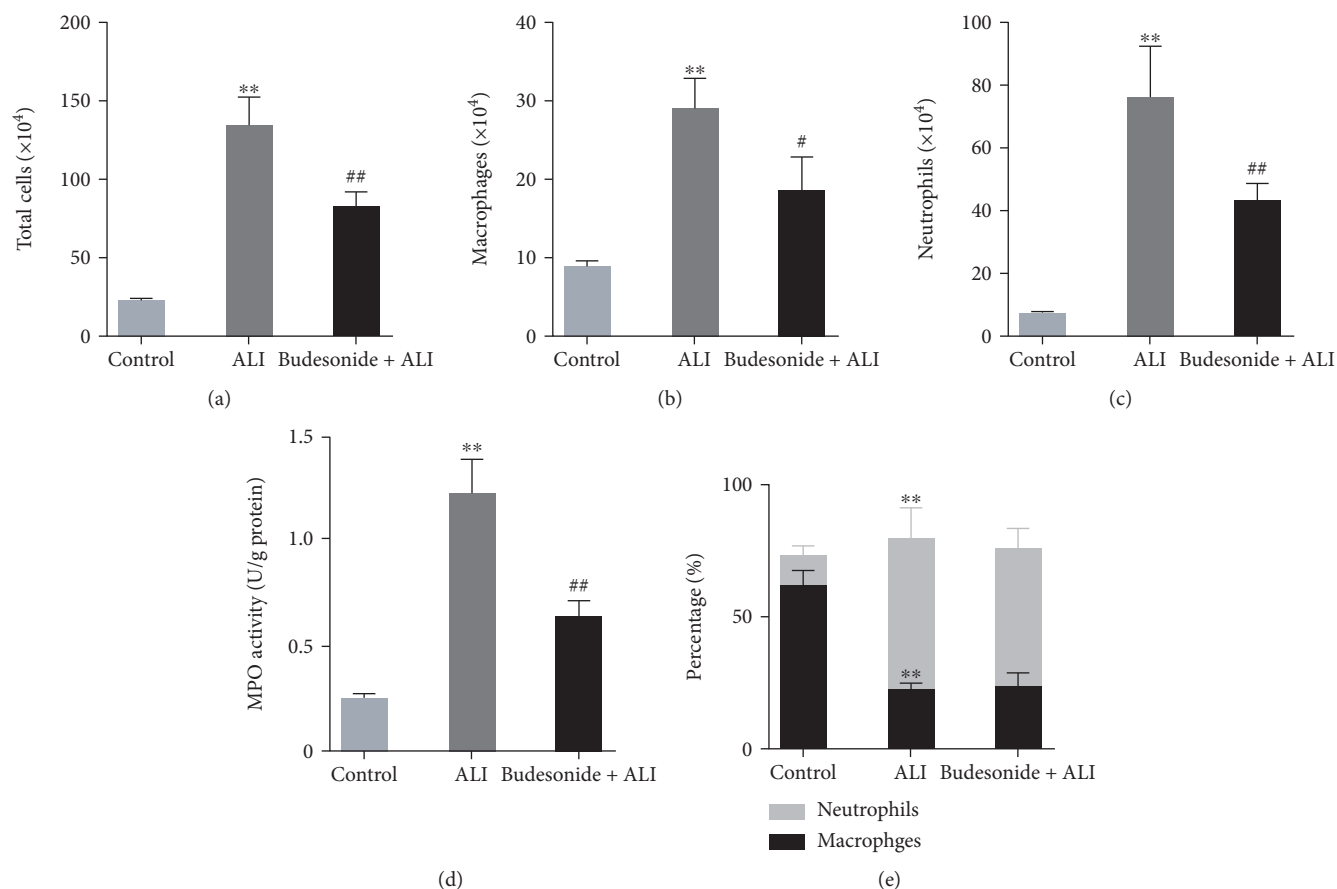 Total cells (×10⁴)
200
150
100
50
0
**
##
Control
ALI
Budesonide + ALI
(a)
Macrophages (×10⁴)
40
30
20
10
0
**
#
Control
ALI
Budesonide + ALI
(b)
Neutrophils (×10⁴)
100
80
60
40
20
0
**
##
Control
ALI
Budesonide + ALI
(c)
MPO activity (U/g protein)
1.5
1.0
0.5
0
**
##
Control
ALI
Budesonide + ALI
(d)
Percentage (%)
100
50
0
**
**
Control
ALI
Budesonide + ALI
Neutrophils
Macrophges
(e)